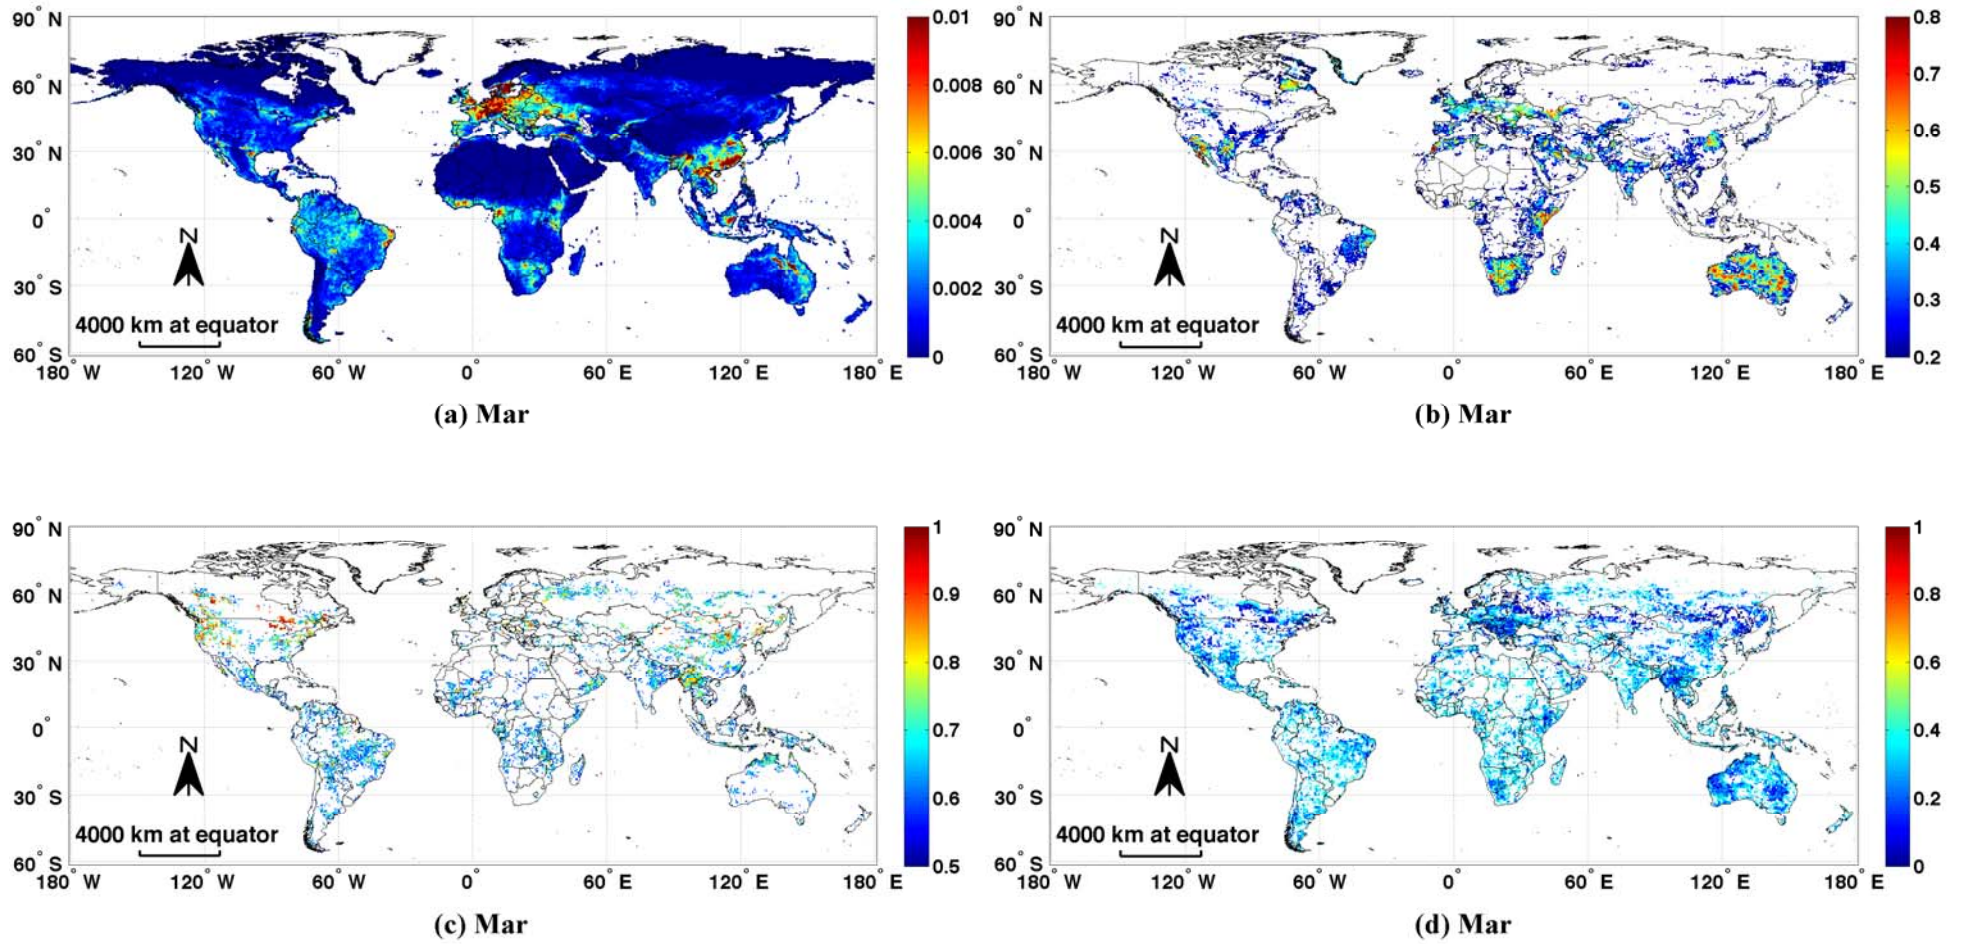 90° N
60° N
30° N
0°
30° S
60° S
180° W
120° W
60° W
0°
60° E
120° E
180° E
N
4000 km at equator
0.01
0.008
0.006
0.004
0.002
0
(a) Mar
90° N
60° N
30° N
0°
30° S
60° S
180° W
120° W
60° W
0°
60° E
120° E
180° E
N
4000 km at equator
0.8
0.7
0.6
0.5
0.4
0.3
0.2
(b) Mar
90° N
60° N
30° N
0°
30° S
60° S
180° W
120° W
60° W
0°
60° E
120° E
180° E
N
4000 km at equator
1
0.9
0.8
0.7
0.6
0.5
(c) Mar
90° N
60° N
30° N
0°
30° S
60° S
180° W
120° W
60° W
0°
60° E
120° E
180° E
N
4000 km at equator
1
0.8
0.6
0.4
0.2
0
(d) Mar